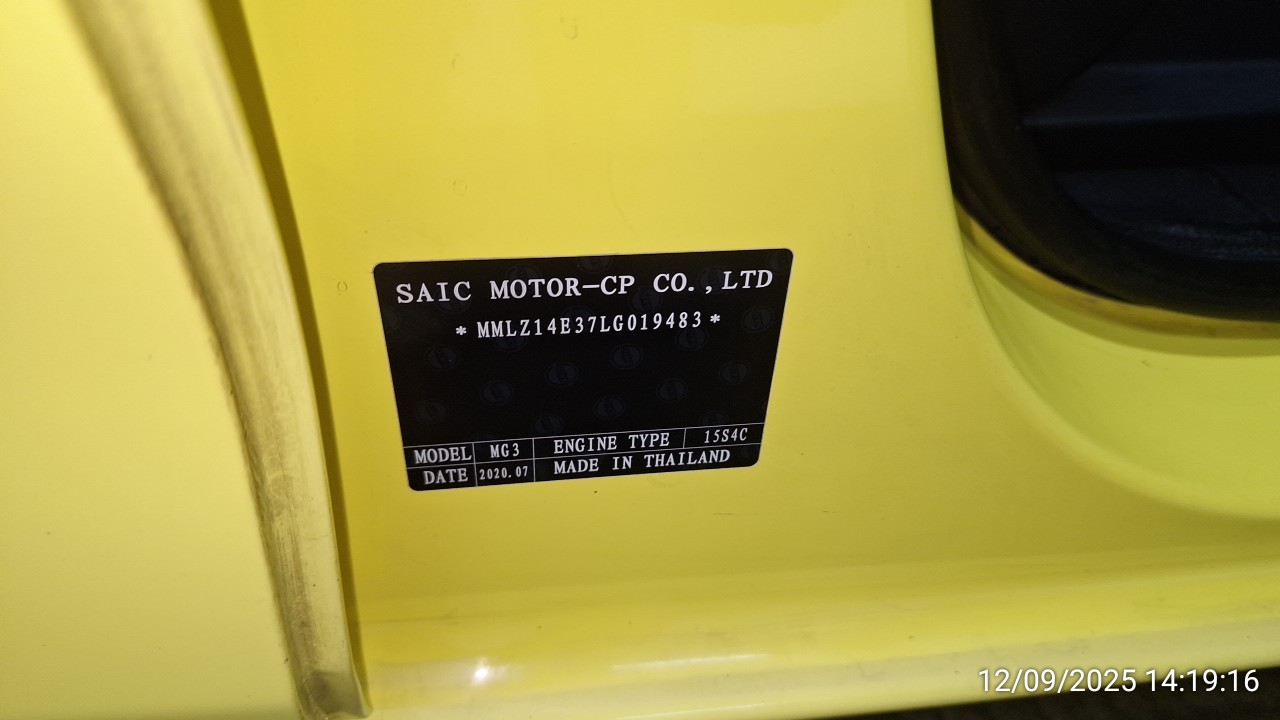 SAIC MOTOR-CP CO.,LTD
*MMLZ14E37LG019483*
MODEL MG3 ENGINE TYPE 15S4C
DATE 2020.07 MADE IN THAILAND
12/09/2025 14:19:16